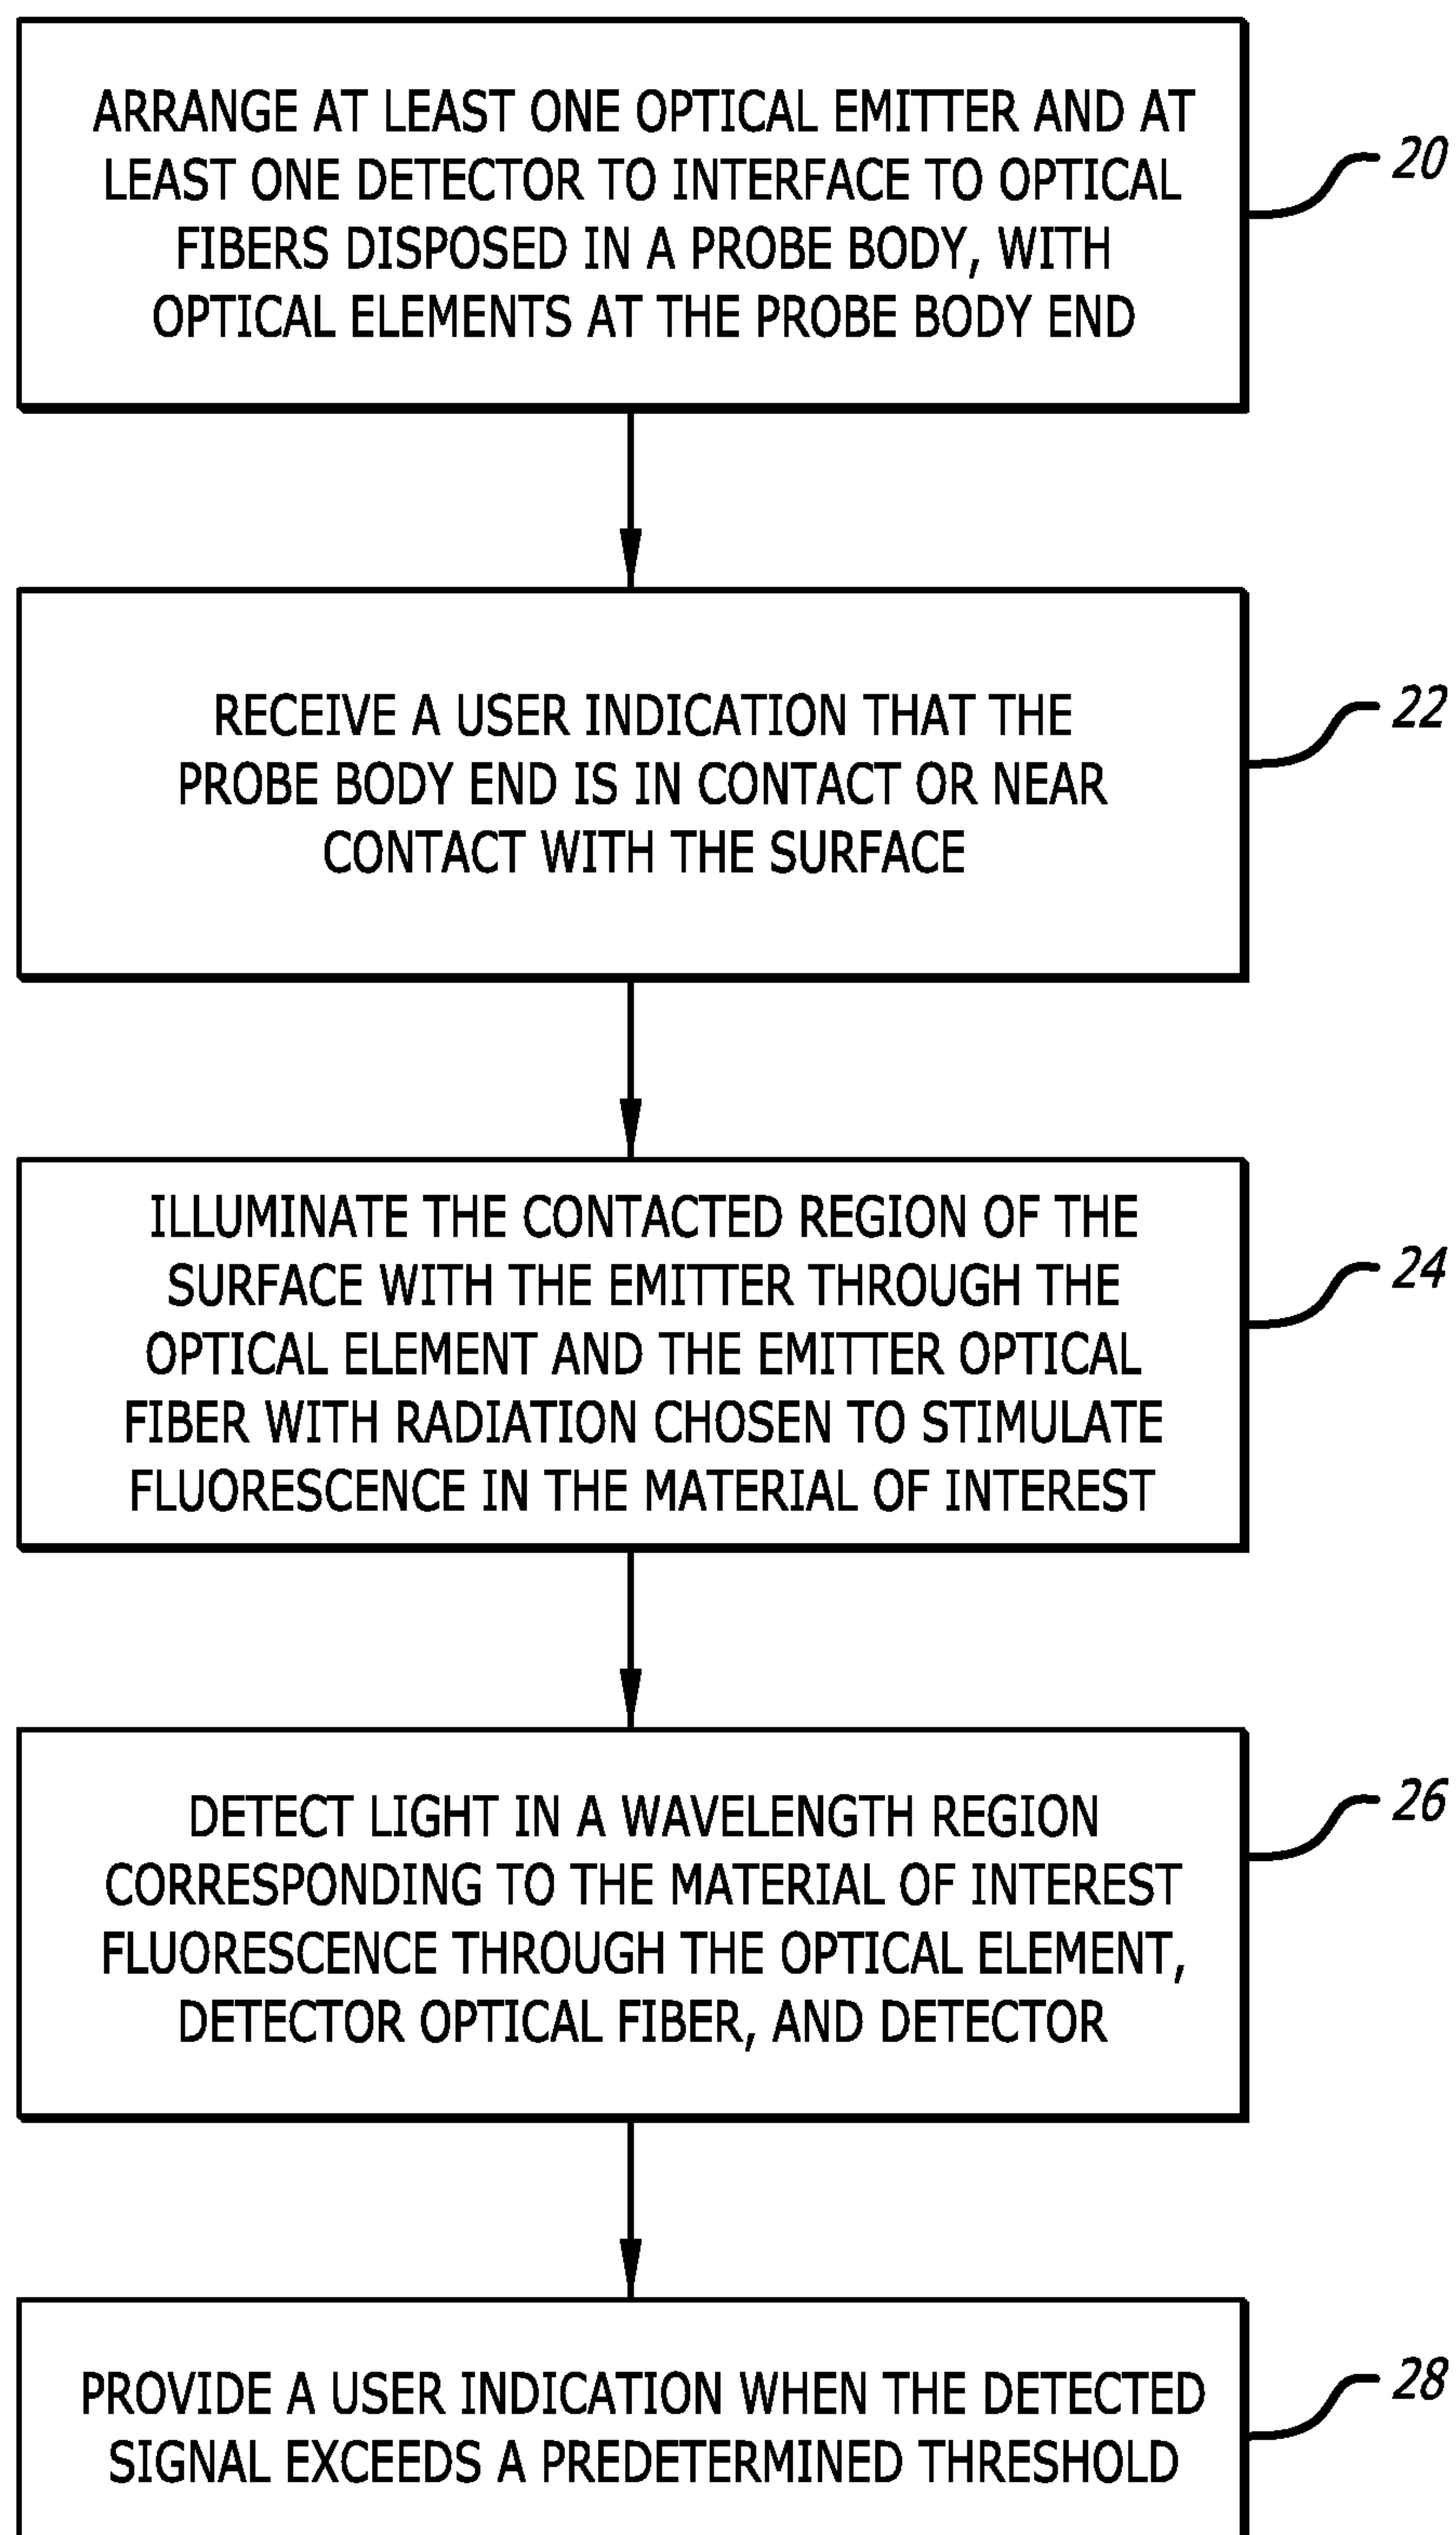 ARRANGE AT LEAST ONE OPTICAL EMITTER AND AT
LEAST ONE DETECTOR TO INTERFACE TO OPTICAL
FIBERS DISPOSED IN A PROBE BODY, WITH
OPTICAL ELEMENTS AT THE PROBE BODY END
20
RECEIVE A USER INDICATION THAT THE
PROBE BODY END IS IN CONTACT OR NEAR
CONTACT WITH THE SURFACE
22
ILLUMINATE THE CONTACTED REGION OF THE
SURFACE WITH THE EMITTER THROUGH THE
OPTICAL ELEMENT AND THE EMITTER OPTICAL
FIBER WITH RADIATION CHOSEN TO STIMULATE
FLUORESCENCE IN THE MATERIAL OF INTEREST
24
DETECT LIGHT IN A WAVELENGTH REGION
CORRESPONDING TO THE MATERIAL OF INTEREST
FLUORESCENCE THROUGH THE OPTICAL ELEMENT,
DETECTOR OPTICAL FIBER, AND DETECTOR
26
PROVIDE A USER INDICATION WHEN THE DETECTED
SIGNAL EXCEEDS A PREDETERMINED THRESHOLD
28